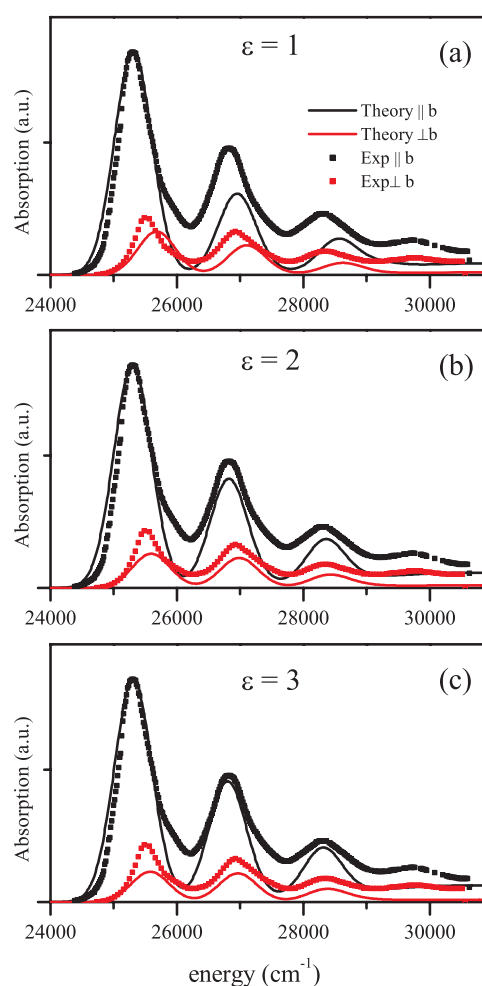 ε = 1
(a)
Absorption (a.u.)
Theory || b
Theory ⊥b
Exp || b
Exp⊥ b
24000 26000 28000 30000
ε = 2
(b)
Absorption (a.u.)
24000 26000 28000 30000
ε = 3
(c)
Absorption (a.u.)
24000 26000 28000 30000
energy (cm⁻¹)